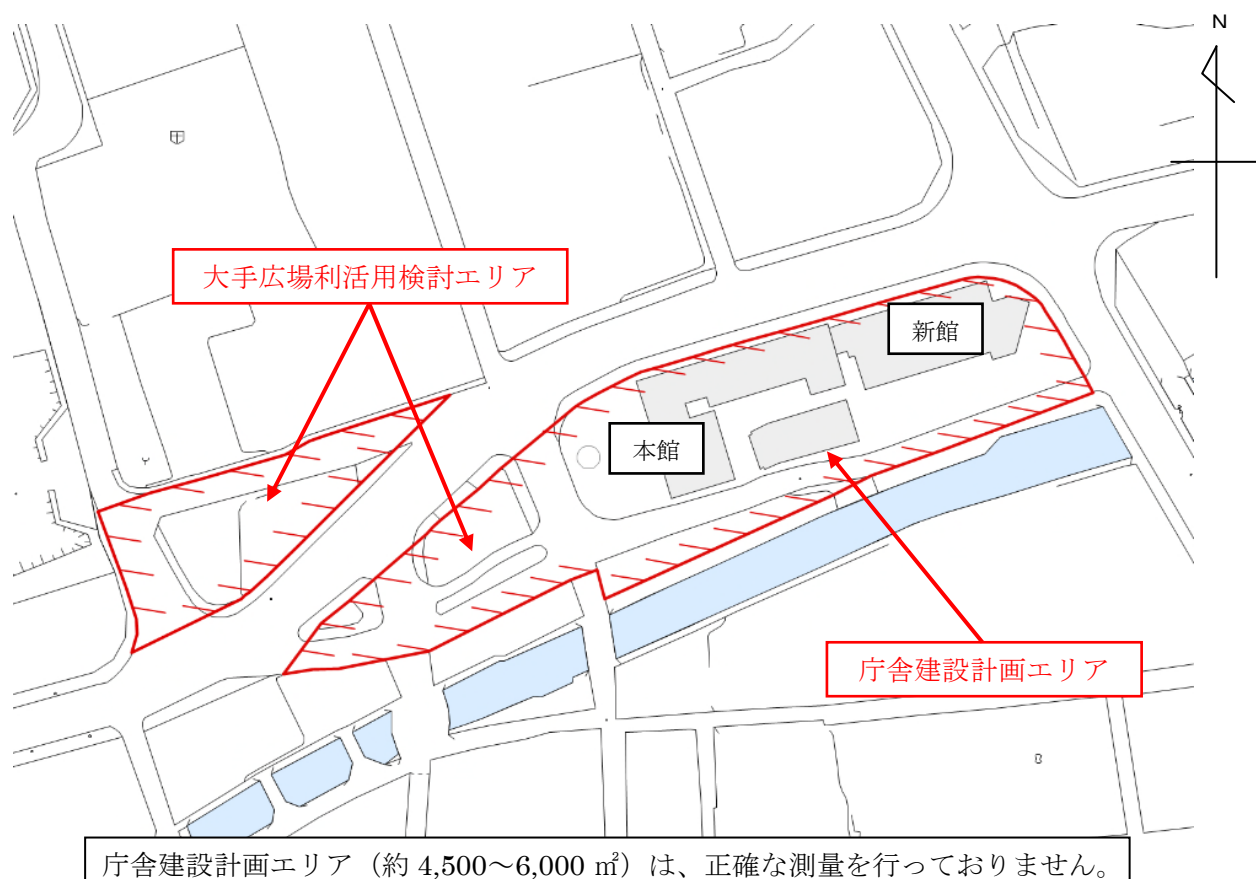 N
大手広場利活用検討エリア
新館
本館
庁舎建設計画エリア
庁舎建設計画エリア（約 4,500～6,000 ㎡）は、正確な測量を行っておりません。